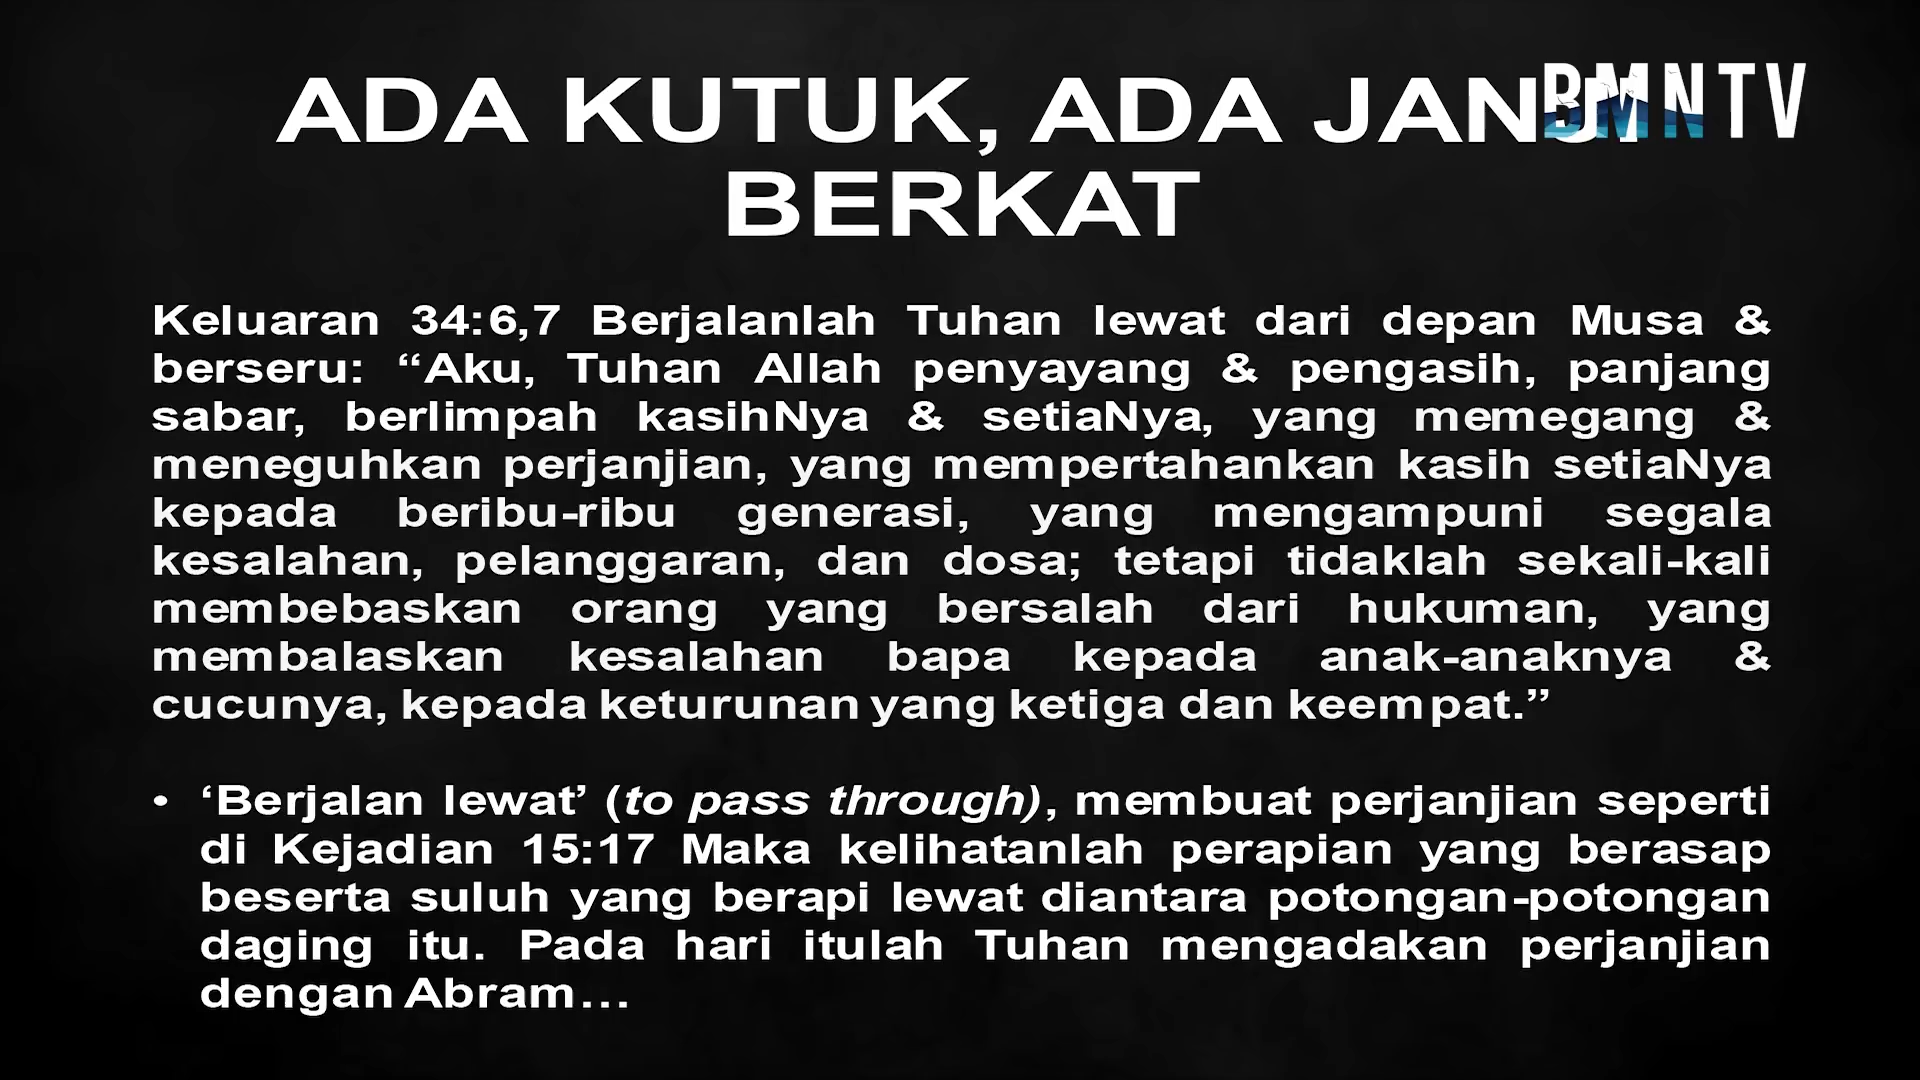 ADA KUTUK, ADA JANJI
BMNTV
BERKAT
Keluaran 34:6,7 Berjalanlah Tuhan lewat dari depan Musa &
berseru: “Aku, Tuhan Allah penyayang & pengasih, panjang
sabar, berlimpah kasihNya & setiaNya, yang memegang &
meneguhkan perjanjian, yang mempertahankan kasih setiaNya
kepada beribu-ribu generasi, yang mengampuni segala
kesalahan, pelanggaran, dan dosa; tetapi tidaklah sekali-kali
membebaskan orang yang bersalah dari hukuman, yang
membalaskan kesalahan bapa kepada anak-anaknya &
cucunya, kepada keturunan yang ketiga dan keempat.”
• ‘Berjalan lewat’ (to pass through), membuat perjanjian seperti
di Kejadian 15:17 Maka kelihatanlah perapian yang berasap
beserta suluh yang berapi lewat diantara potongan-potongan
daging itu. Pada hari itulah Tuhan mengadakan perjanjian
dengan Abram...